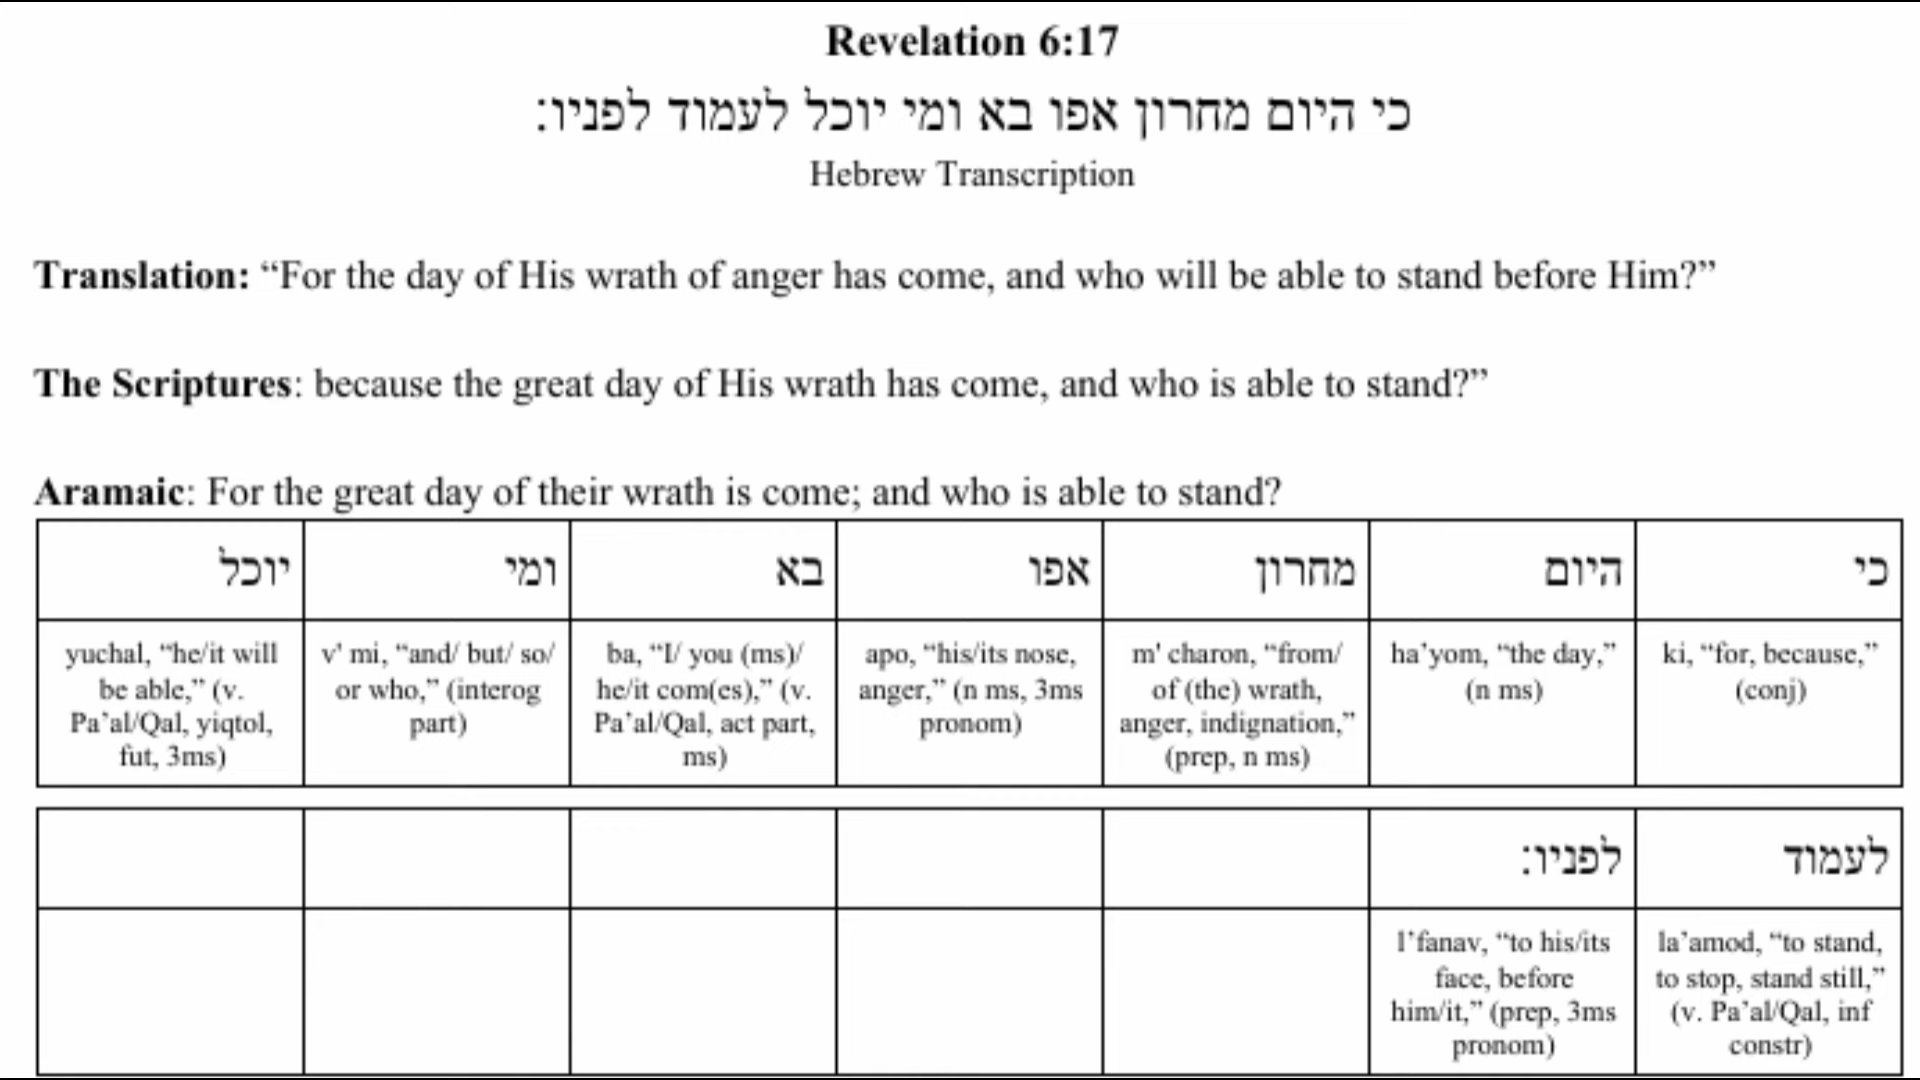 Revelation 6:17
כי היום מחרון אפו בא ומי יוכל לעמוד לפניו:
Hebrew Transcription
Translation: “For the day of His wrath of anger has come, and who will be able to stand before Him?”
The Scriptures: because the great day of His wrath has come, and who is able to stand?”
Aramaic: For the great day of their wrath is come; and who is able to stand?
כי
היום
מחרון
אפו
בא
ומי
יוכל
ki, “for, because,”
(conj)
ha’yom, “the day,”
(n ms)
m' charon, “from/
of (the) wrath,
anger, indignation,”
(prep, n ms)
apo, “his/its nose,
anger,” (n ms, 3ms
pronom)
ba, “I/ you (ms)/
he/it com(es),” (v.
Pa’al/Qal, act part,
ms)
v' mi, “and/ but/ so/
or who,” (interog
part)
yuchal, “he/it will
be able,” (v.
Pa’al/Qal, yiqtol,
fut, 3ms)
לעמוד
לפניו:
la’amod, “to stand,
to stop, stand still,”
(v. Pa’al/Qal, inf
constr)
l’fanav, “to his/its
face, before
him/it,” (prep, 3ms
pronom)